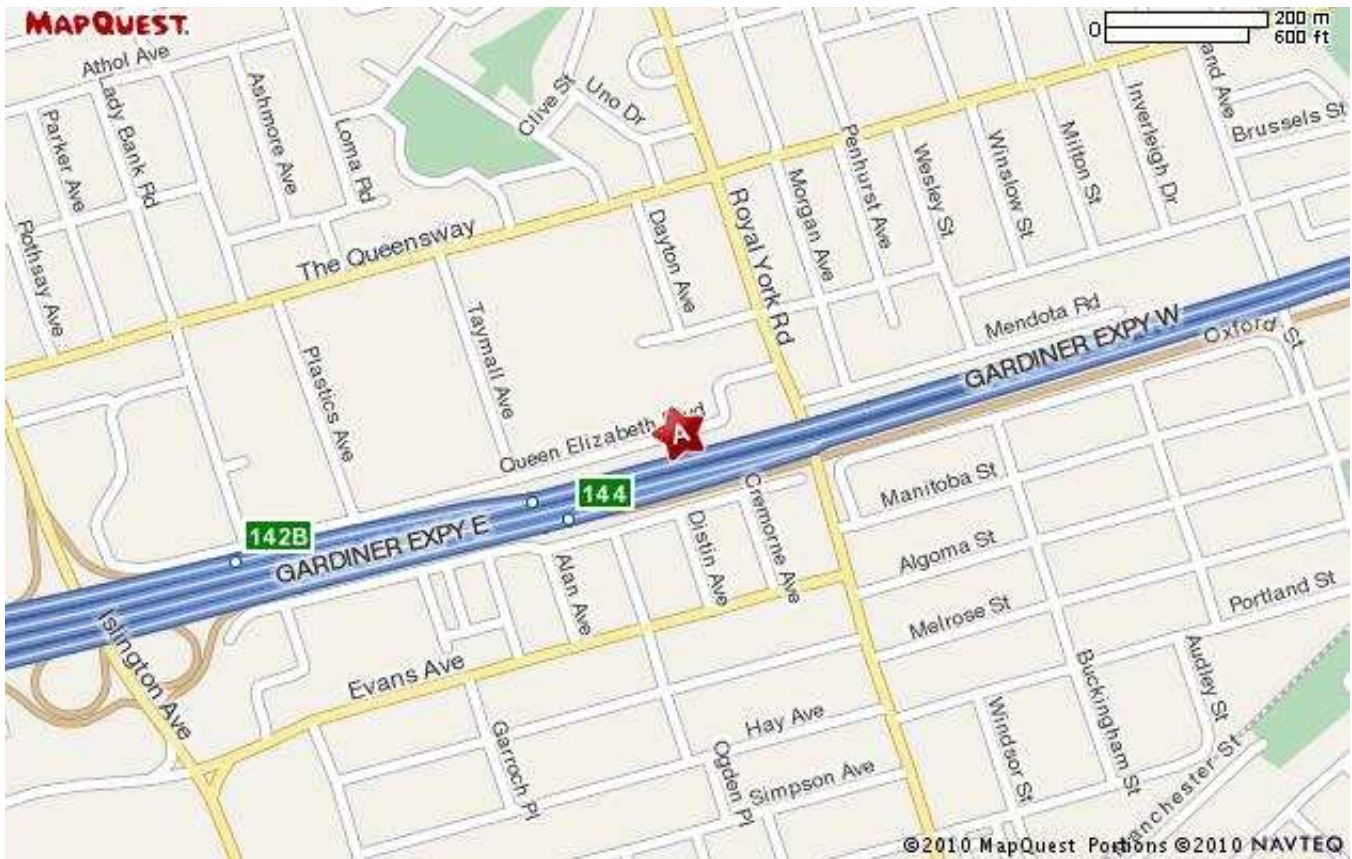 MAPQUEST.
0
200 m
600 ft
Athol Ave
Parker Ave
Lady Bank Rd
Ashmore Ave
Loma Rd
Rothsay Ave
Clive St
Uno Dr
The Queensway
Dayton Ave
Royal York Rd
Morgan Ave
Penhurst Ave
Wesley St
Winslow St
Milton St
Inverleigh Dr
and Ave
Brussels St
Plastics Ave
Taymall Ave
Queen Elizabeth Blvd
A
Mendota Rd
GARDINER EXPY W
Oxford St
144
142B
GARDINER EXPY E
Islington Ave
Evans Ave
Alan Ave
Distin Ave
Cremorne Ave
Manitoba St
Algoma St
Melrose St
Portland St
Buckingham St
Audley St
Windsor St
Hay Ave
Simpson Ave
Garroch Pl
Ogden Pl
anchester St
©2010 MapQuest Portions ©2010 NAVTEQ